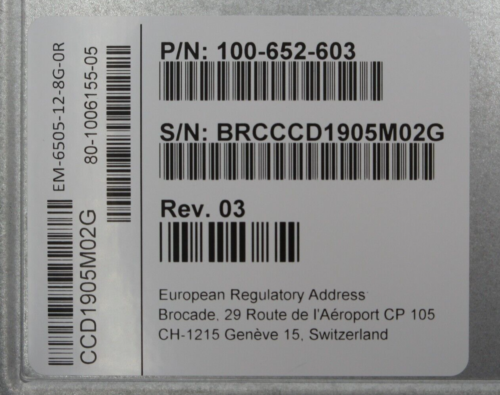 P/N: 100-652-603
S/N: BRCCCD1905M02G
Rev. 03
European Regulatory Address
Brocade, 29 Route de l'Aéroport CP 105
CH-1215 Genève 15, Switzerland
EM-6505-12-8G-0R
80-1006155-05
CCD1905M02G